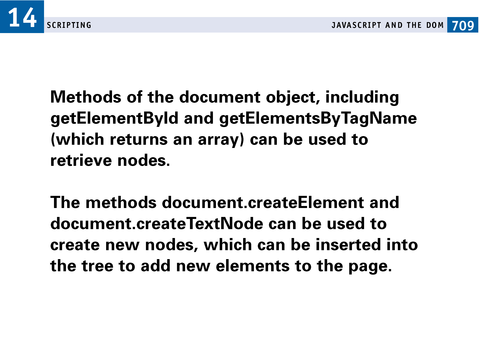 14 SCRIPTING JAVASCRIPT AND THE DOM 709
Methods of the document object, including
getElementById and getElementsByTagName
(which returns an array) can be used to
retrieve nodes.
The methods document.createElement and
document.createTextNode can be used to
create new nodes, which can be inserted into
the tree to add new elements to the page.